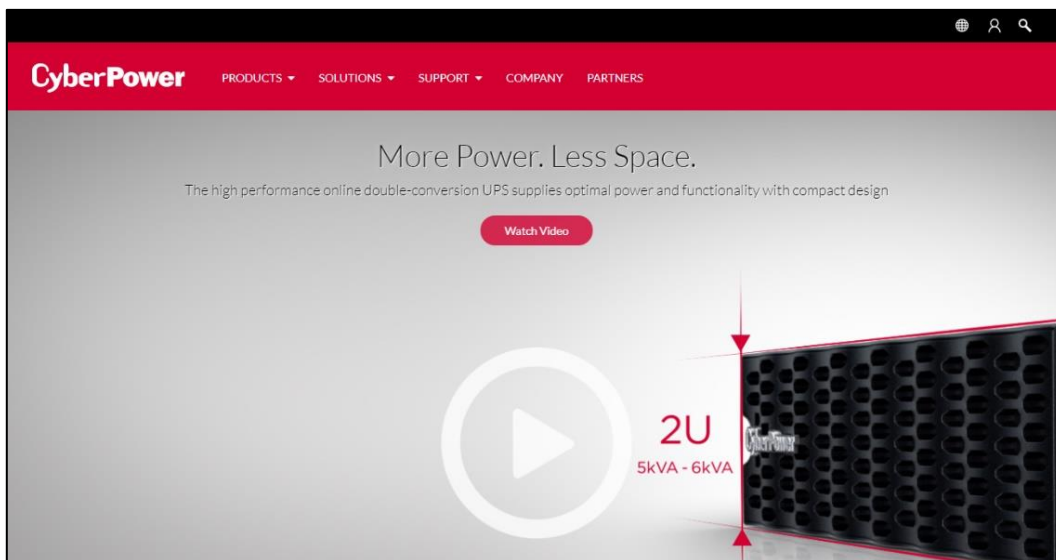 CyberPower
PRODUCTS
SOLUTIONS
SUPPORT
COMPANY
PARTNERS
More Power. Less Space.
The high performance online double-conversion UPS supplies optimal power and functionality with compact design
Watch Video
2U
5kVA - 6kVA
CyberPower